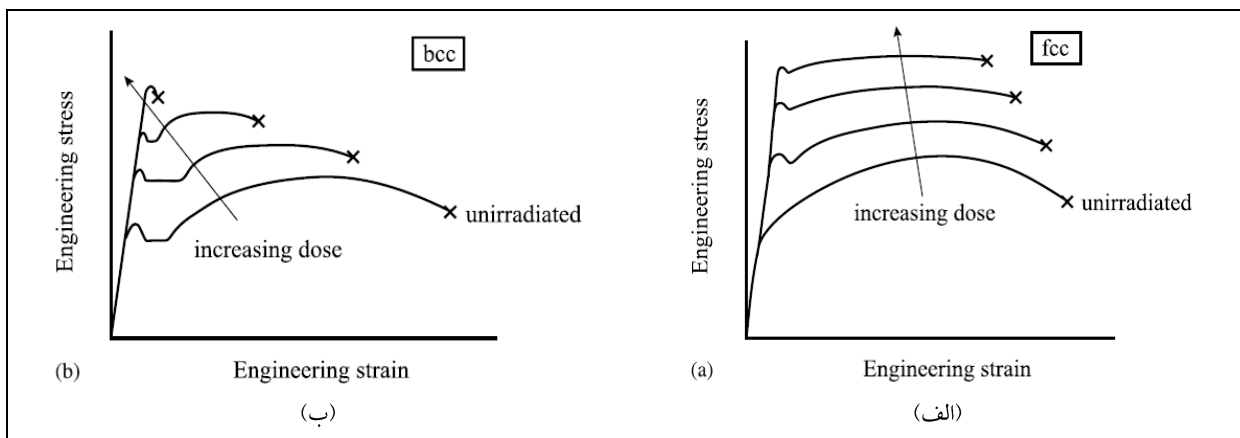 bcc
Engineering stress
unirradiated
increasing dose
Engineering strain
(b)
(ب)
fcc
Engineering stress
unirradiated
increasing dose
Engineering strain
(a)
(الف)